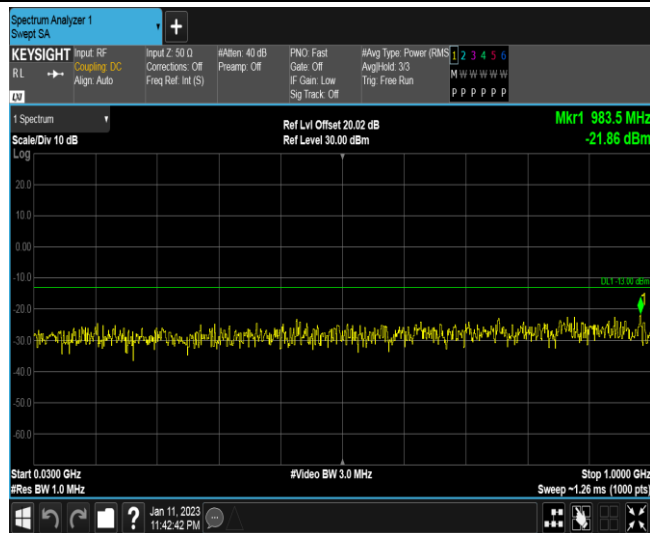 Spectrum Analyzer 1
Swept SA
+
KEYSIGHT
RL
LXI
Input: RF
Coupling: DC
Align: Auto
Input Z: 50 Ω
Corrections: Off
Freq Ref: Int (S)
#Atten: 40 dB
Preamp: Off
PNO: Fast
Gate: Off
IF Gain: Low
Sig Track: Off
#Avg Type: Power (RMS
Avg|Hold: 3/3
Trig: Free Run
1 2 3 4 5 6
M W W W W W
P P P P P P
1 Spectrum
Scale/Div 10 dB
Log
Ref Lvl Offset 20.02 dB
Ref Level 30.00 dBm
Mkr1 983.5 MHz
-21.86 dBm
20.0
10.0
0.00
-10.0
DL1 -13.00 dBm
-20.0
1
-30.0
-40.0
-50.0
-60.0
Start 0.0300 GHz
#Video BW 3.0 MHz
Stop 1.0000 GHz
#Res BW 1.0 MHz
Sweep ~1.26 ms (1000 pts)
?
Jan 11, 2023
11:42:42 PM